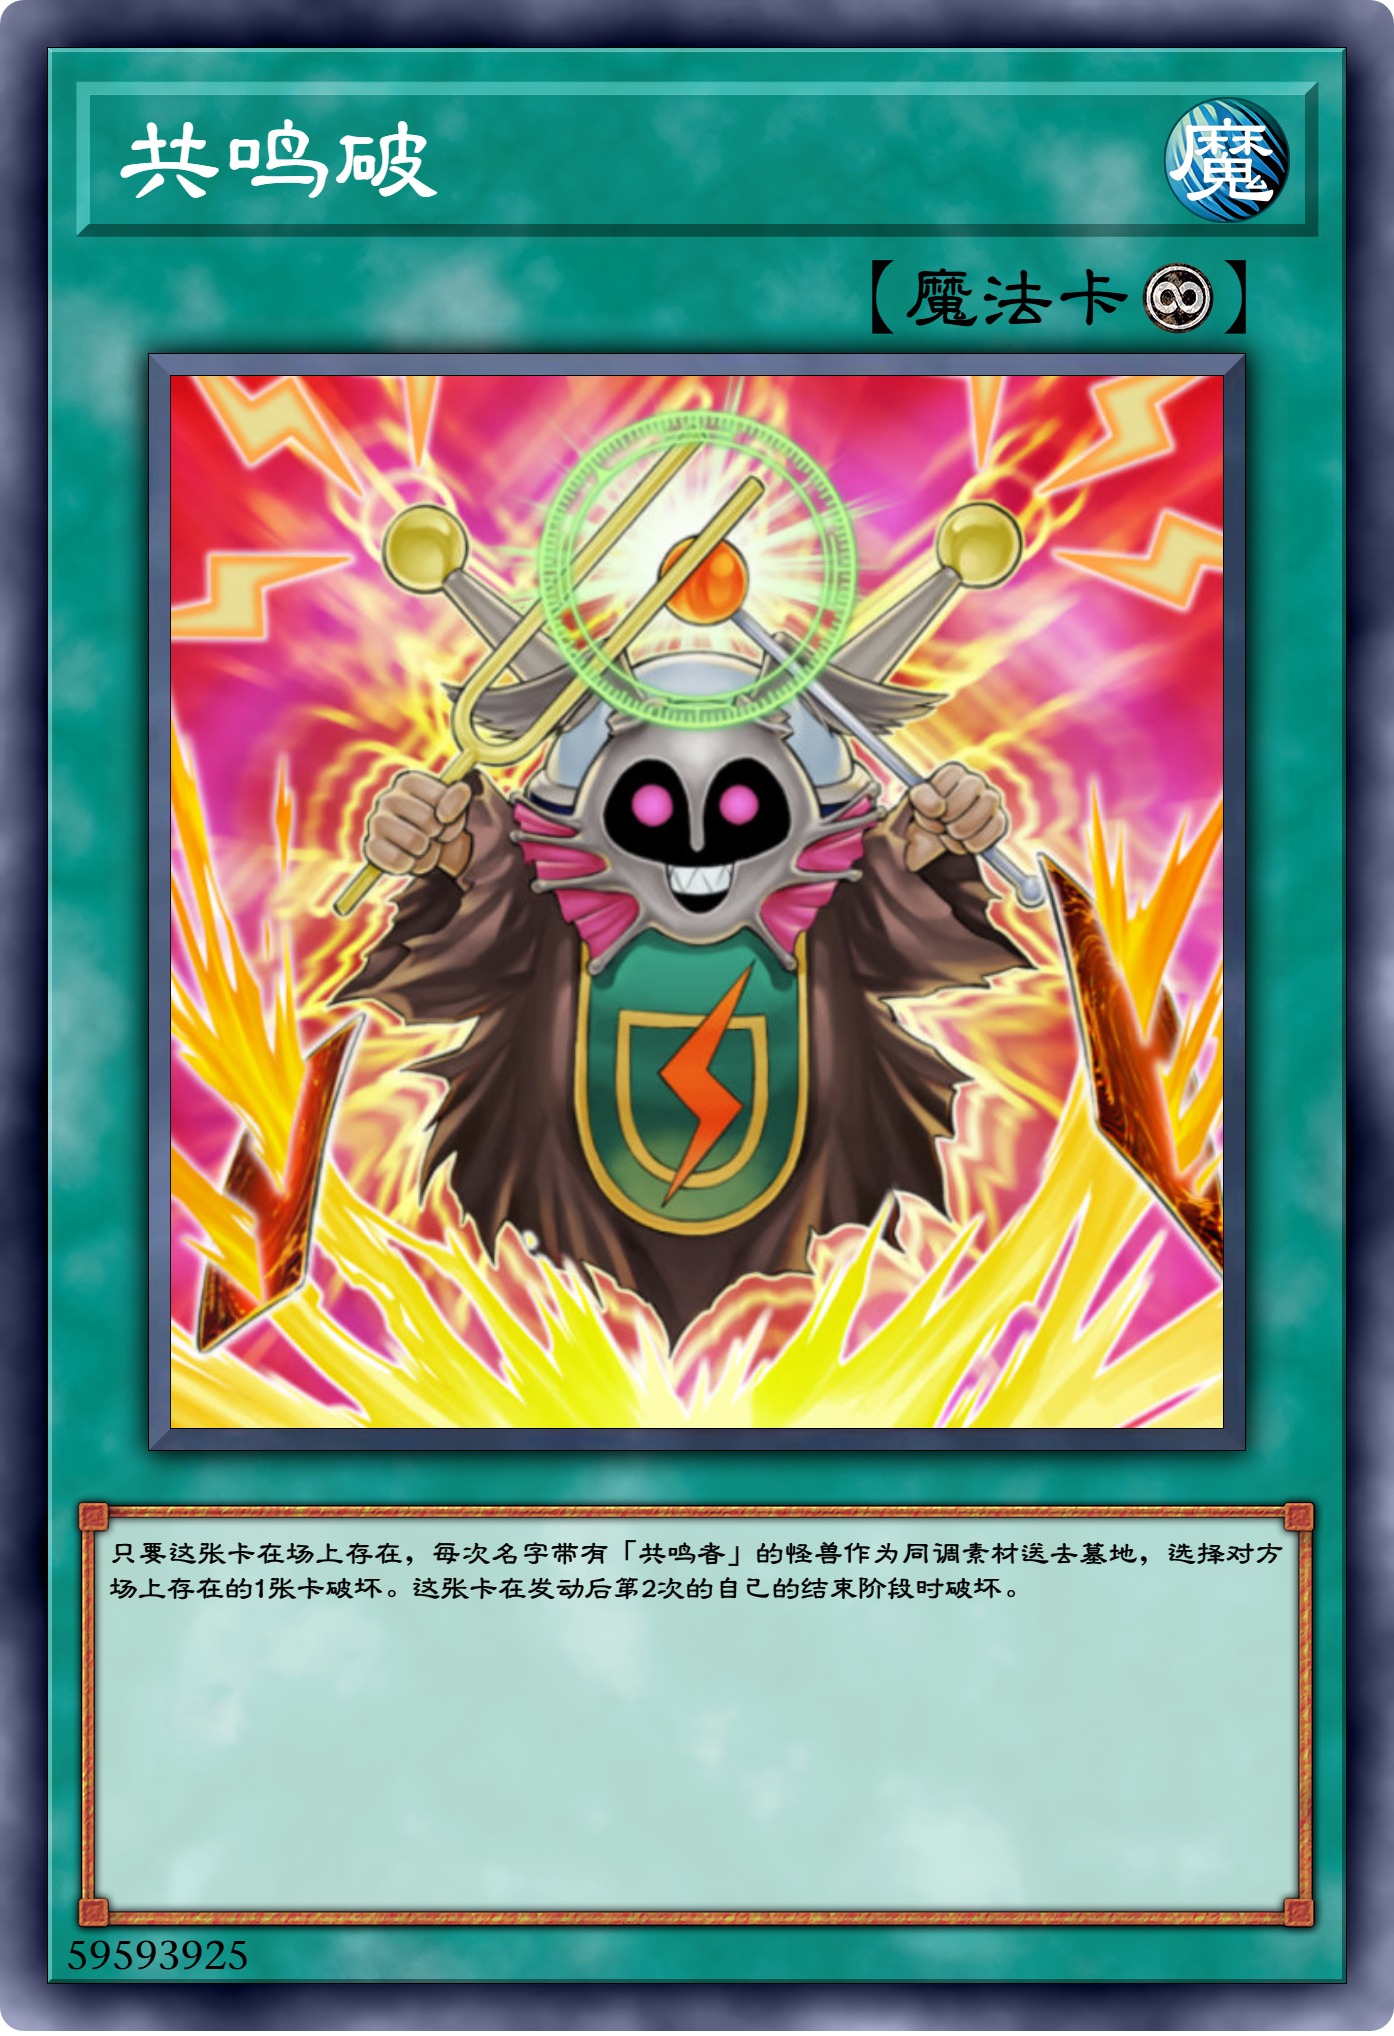 共鸣破
魔
【魔法卡】
只要这张卡在场上存在，每次名字带有「共鸣者」的怪兽作为同调素材送去墓地，选择对方
场上存在的1张卡破坏。这张卡在发动后第2次的自己的结束阶段时破坏。
59593925